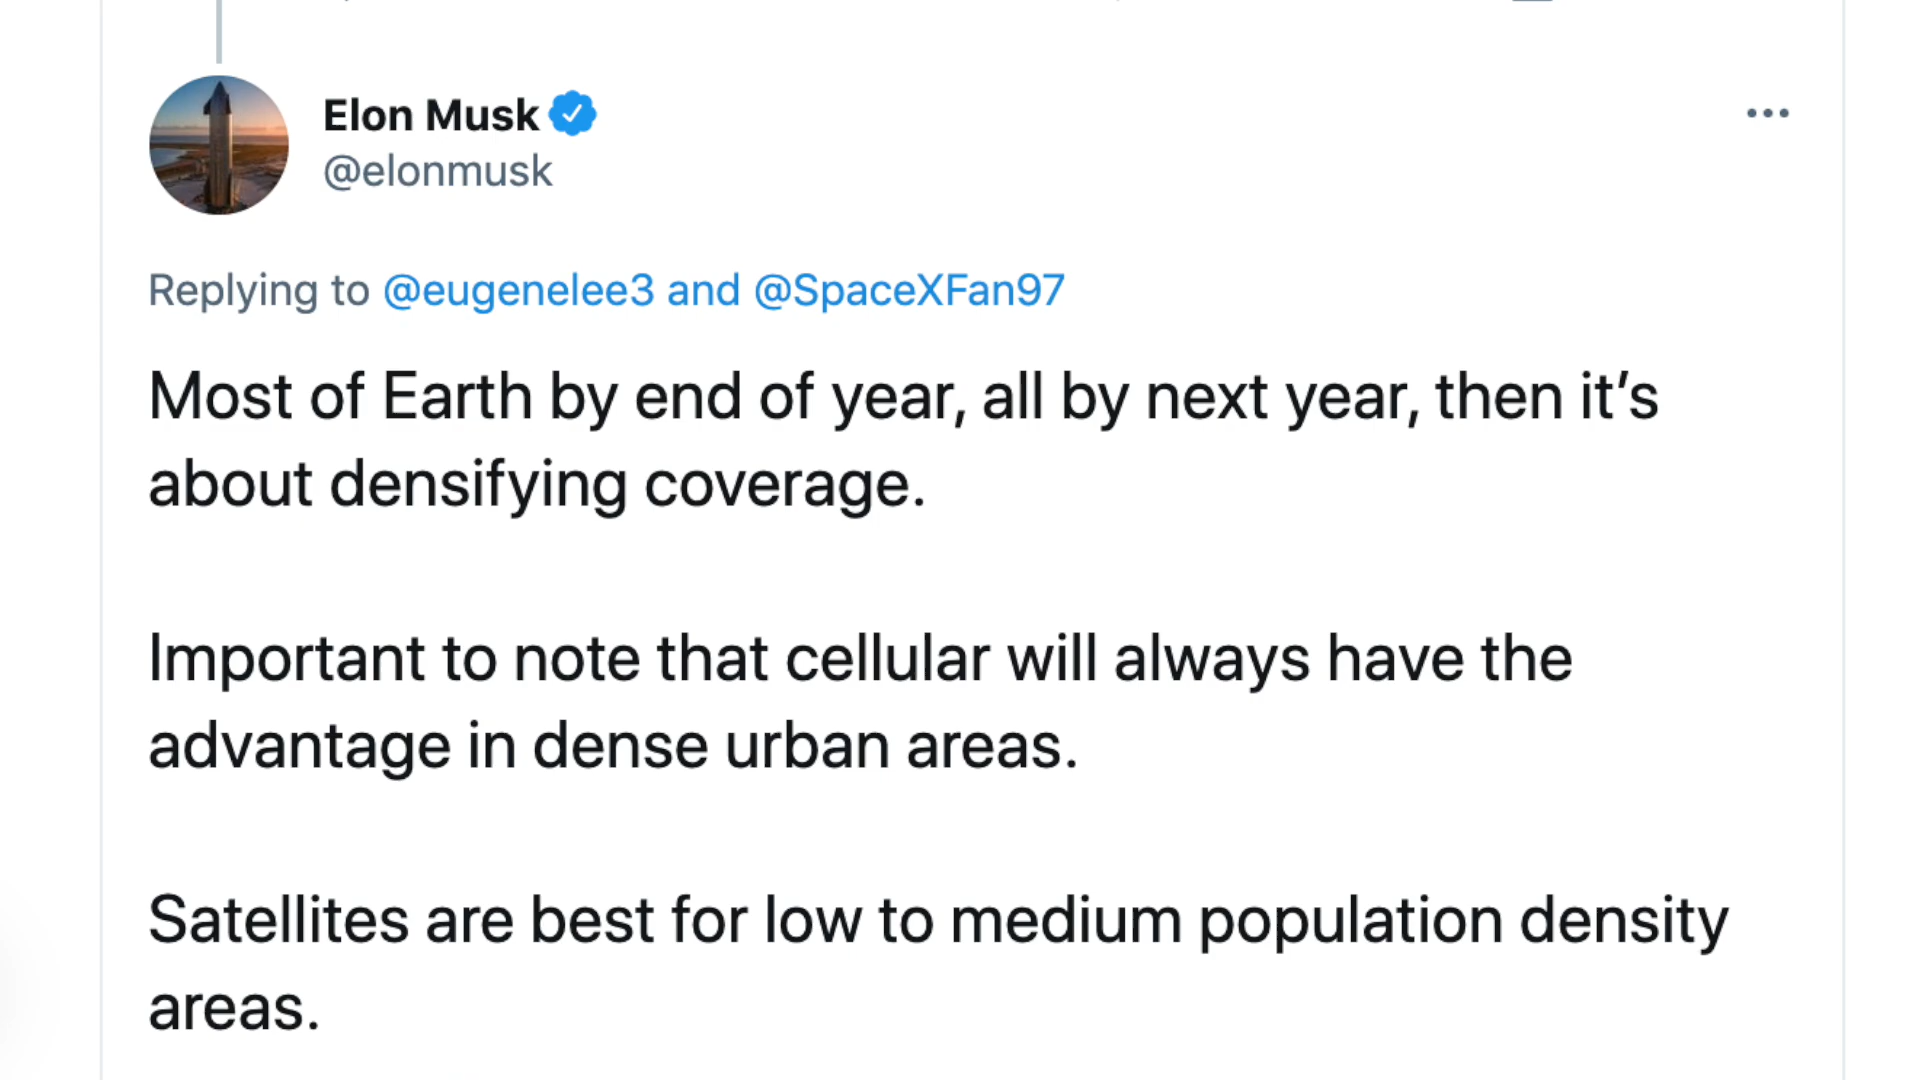 Elon Musk
@elonmusk
Replying to @eugenelee3 and @SpaceXFan97
Most of Earth by end of year, all by next year, then it’s
about densifying coverage.
Important to note that cellular will always have the
advantage in dense urban areas.
Satellites are best for low to medium population density
areas.